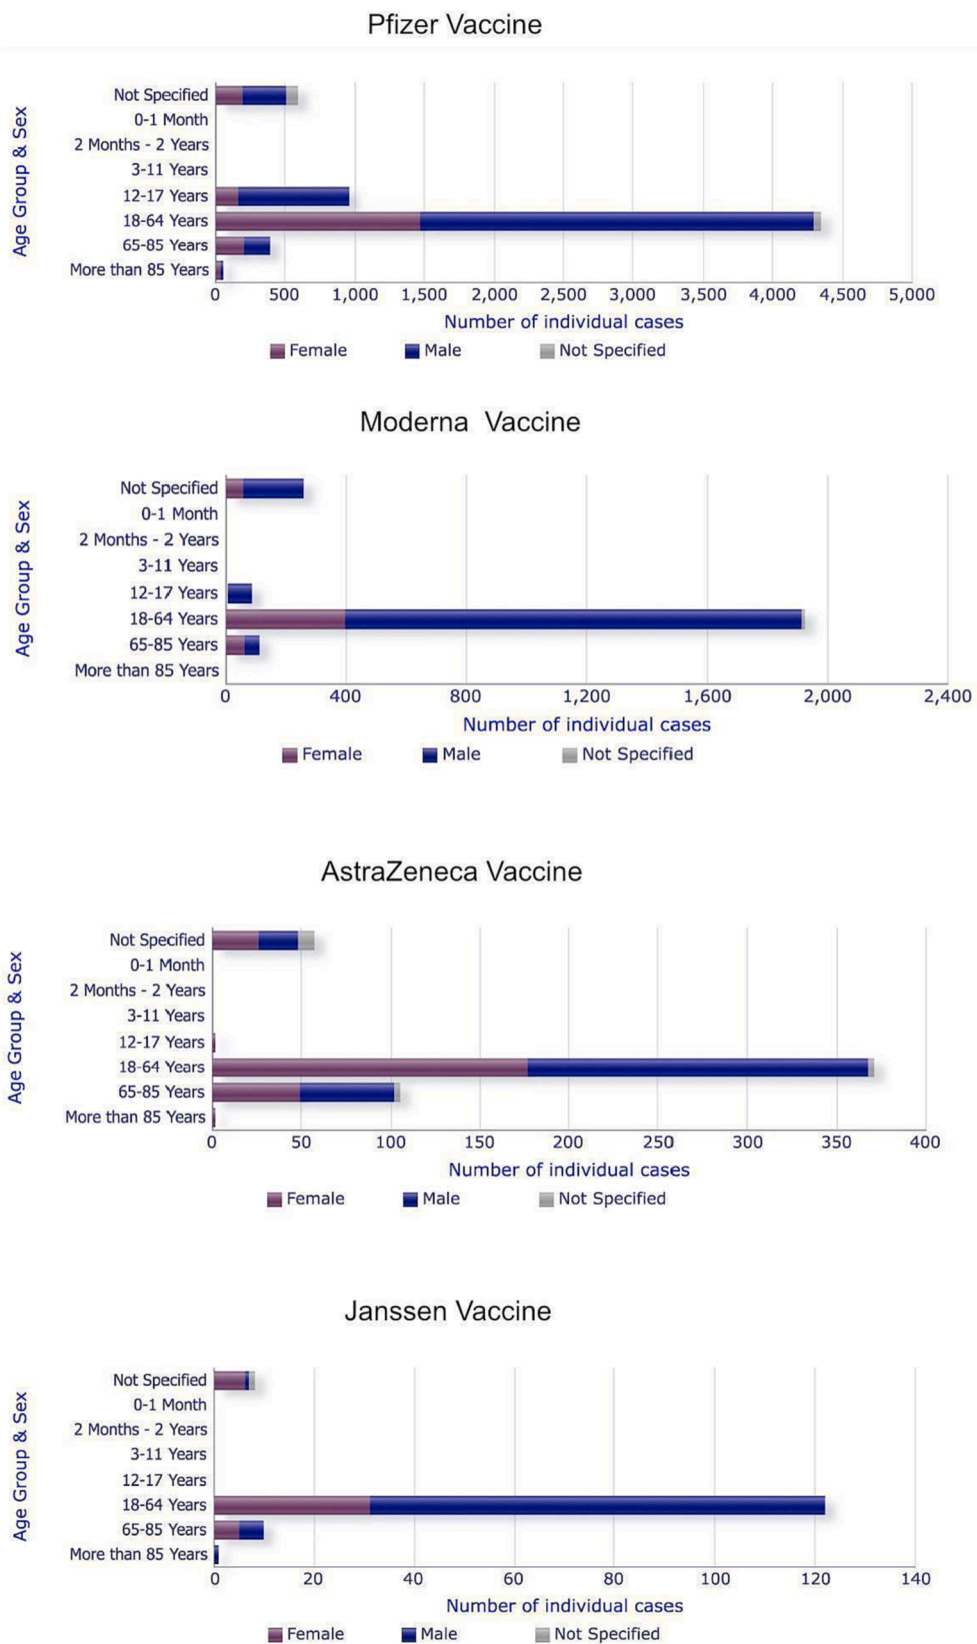 Pfizer Vaccine
Age Group & Sex
Not Specified
0-1 Month
2 Months - 2 Years
3-11 Years
12-17 Years
18-64 Years
65-85 Years
More than 85 Years
0 500 1,000 1,500 2,000 2,500 3,000 3,500 4,000 4,500 5,000
Number of individual cases
Female Male Not Specified
Moderna Vaccine
Age Group & Sex
Not Specified
0-1 Month
2 Months - 2 Years
3-11 Years
12-17 Years
18-64 Years
65-85 Years
More than 85 Years
0 400 800 1,200 1,600 2,000 2,400
Number of individual cases
Female Male Not Specified
AstraZeneca Vaccine
Age Group & Sex
Not Specified
0-1 Month
2 Months - 2 Years
3-11 Years
12-17 Years
18-64 Years
65-85 Years
More than 85 Years
0 50 100 150 200 250 300 350 400
Number of individual cases
Female Male Not Specified
Janssen Vaccine
Age Group & Sex
Not Specified
0-1 Month
2 Months - 2 Years
3-11 Years
12-17 Years
18-64 Years
65-85 Years
More than 85 Years
0 20 40 60 80 100 120 140
Number of individual cases
Female Male Not Specified